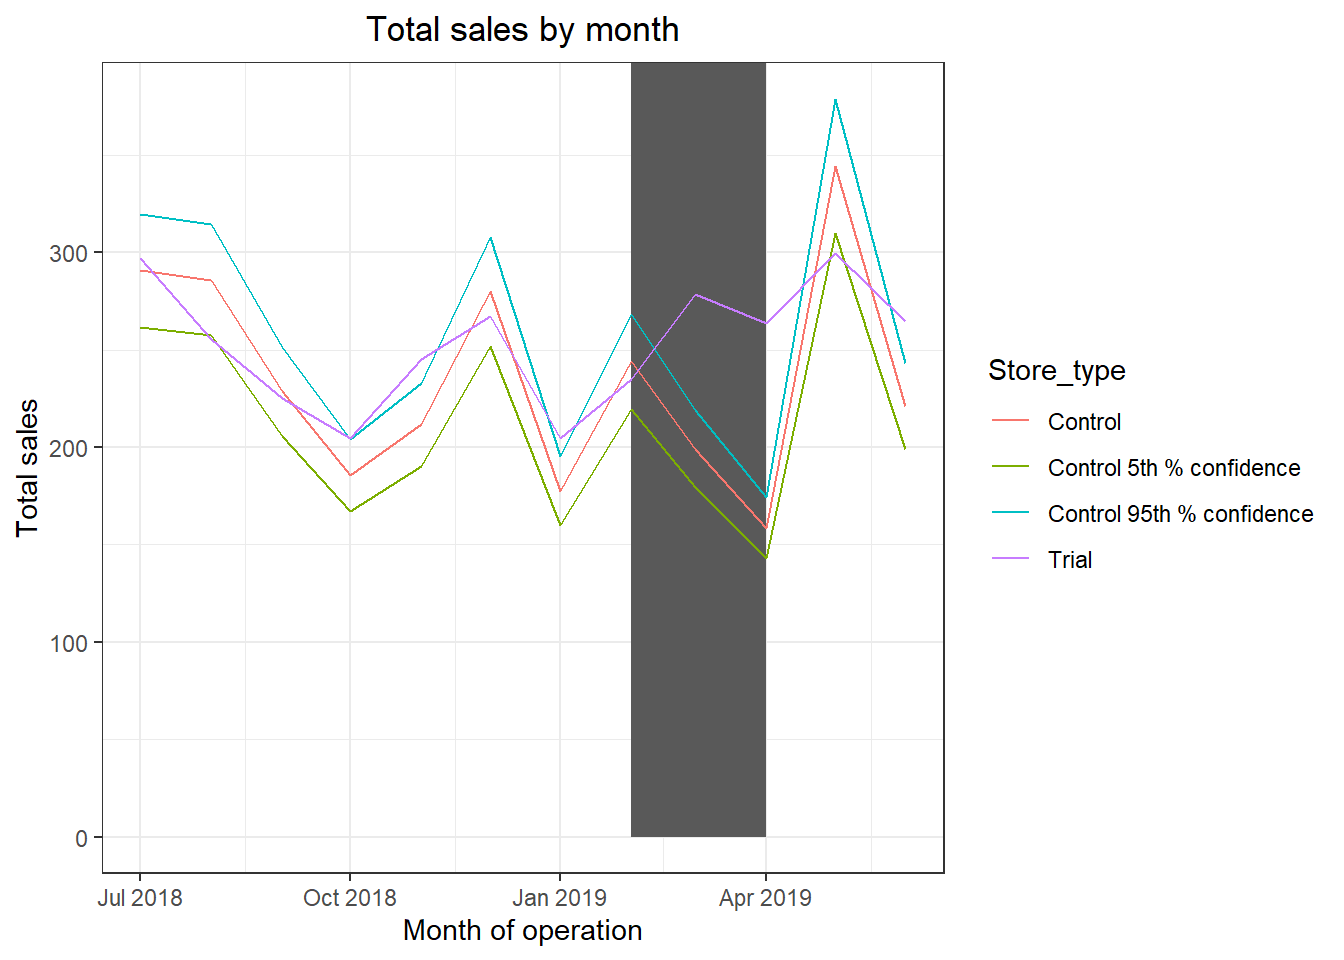 Total sales by month
300
200
100
0
Total sales
Jul 2018
Oct 2018
Jan 2019
Apr 2019
Month of operation
Store_type
Control
Control 5th % confidence
Control 95th % confidence
Trial